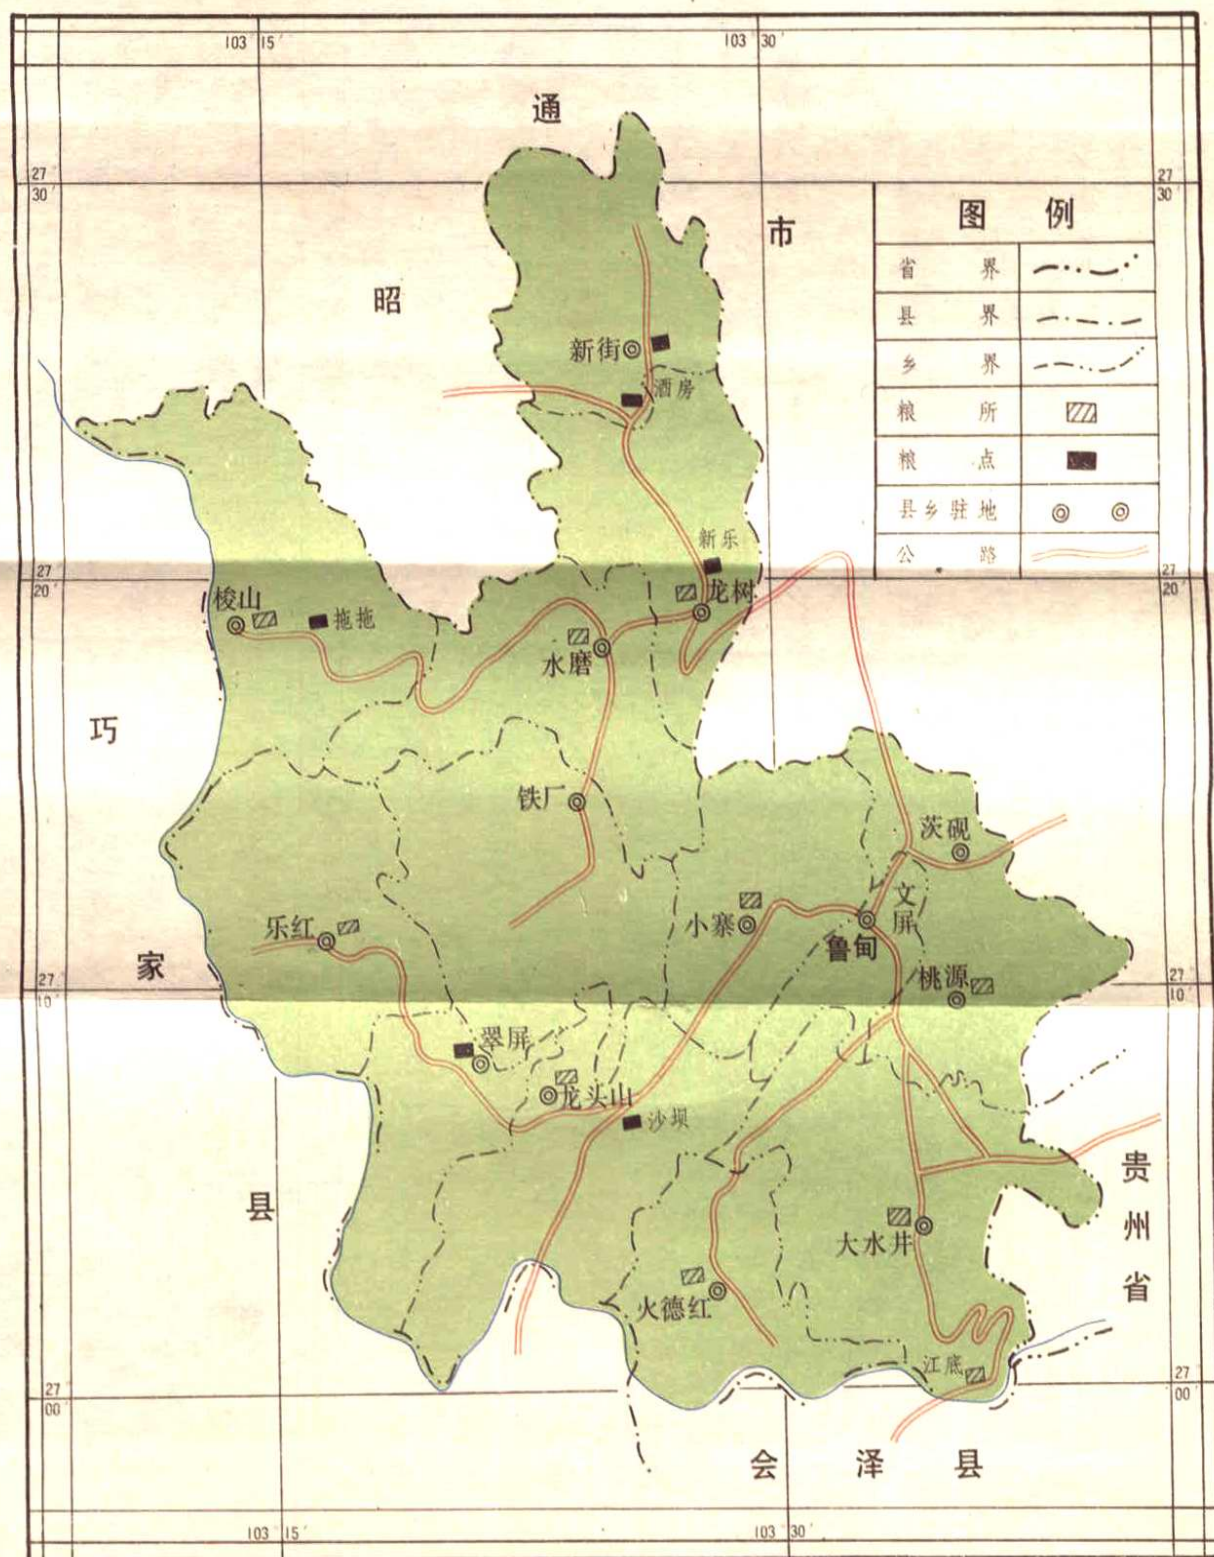 103 15′
103 30′
通
27
30′
27
30′
市
昭
图 例
省 界
县 界
乡 界
粮 所
粮 点
县乡驻地
公 路
新街
酒房
新乐
27
20′
27
20′
梭山
拖拖
龙树
水磨
巧
铁厂
茨砚
文屏
小寨
鲁甸
乐红
家
桃源
27
10′
27
10′
翠屏
龙头山
沙坝
县
贵州省
大水井
火德红
江底
27
00′
27
00′
会泽县
103 15′
103 30′